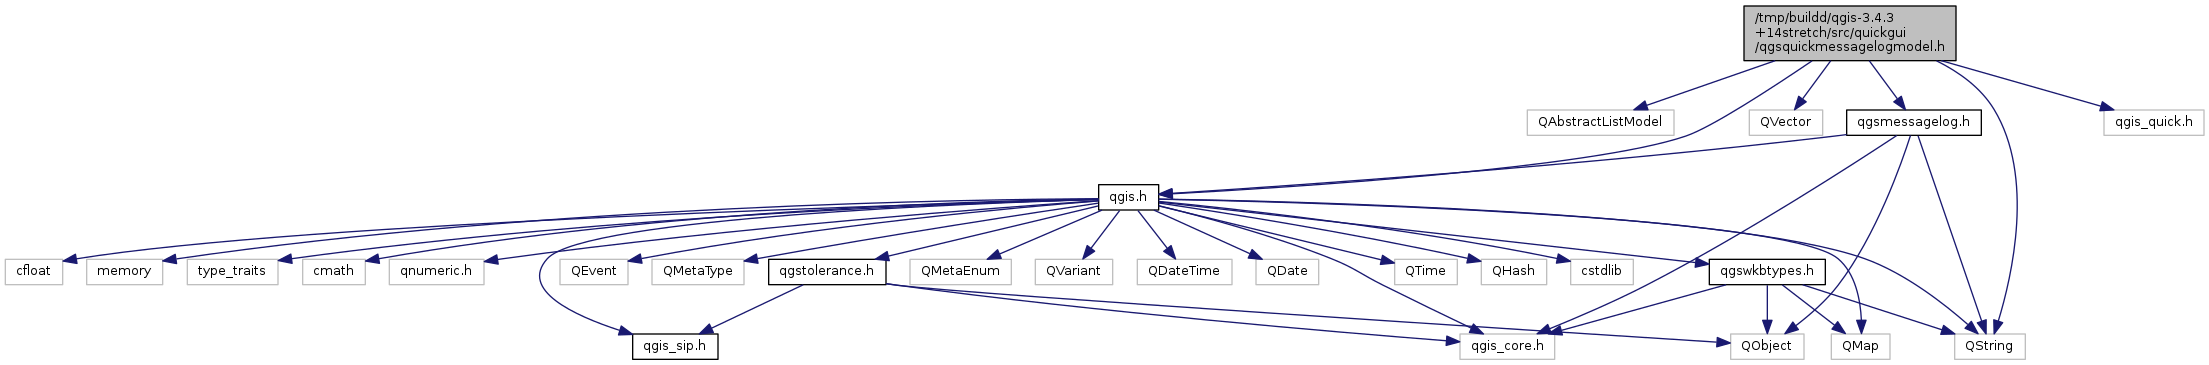 /tmp/buildd/qgis-3.4.3
+14stretch/src/quickgui
/qgsquickmessagelogmodel.h
QAbstractListModel
QVector
qgsmessagelog.h
qgis_quick.h
qgis.h
cfloat
memory
type_traits
cmath
qnumeric.h
QEvent
QMetaType
qgstolerance.h
QMetaEnum
QVariant
QDateTime
QDate
QTime
QHash
cstdlib
qgswkbtypes.h
qgis_sip.h
qgis_core.h
QObject
QMap
QString